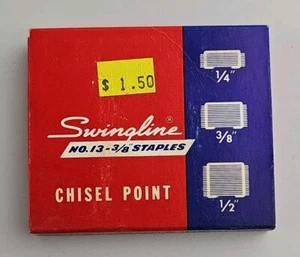 $ 1.50
Swingline®
NO.13-3/8" STAPLES
CHISEL POINT
1/4"
3/8"
1/2"